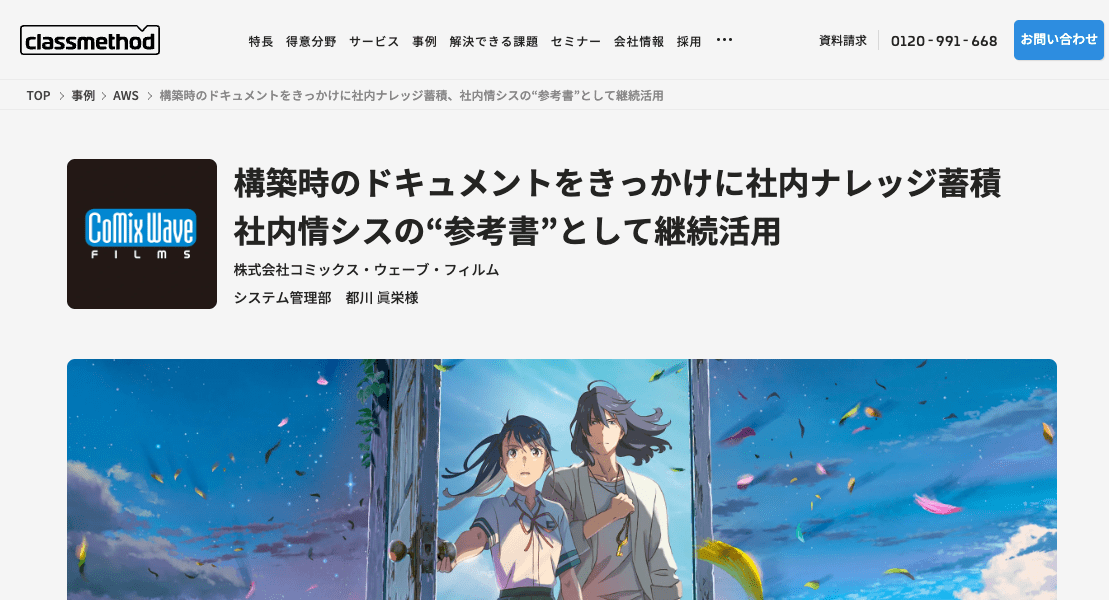 classmethod
特長 得意分野 サービス 事例 解決できる課題 セミナー 会社情報 採用 ••• 資料請求 0120-991-668 お問い合わせ
TOP > 事例 > AWS > 構築時のドキュメントをきっかけに社内ナレッジ蓄積、社内情シスの“参考書”として継続活用
構築時のドキュメントをきっかけに社内ナレッジ蓄積
社内情シスの“参考書”として継続活用
CoMix Wave
FILMS
株式会社コミックス・ウェーブ・フィルム
システム管理部　都川 眞栄様